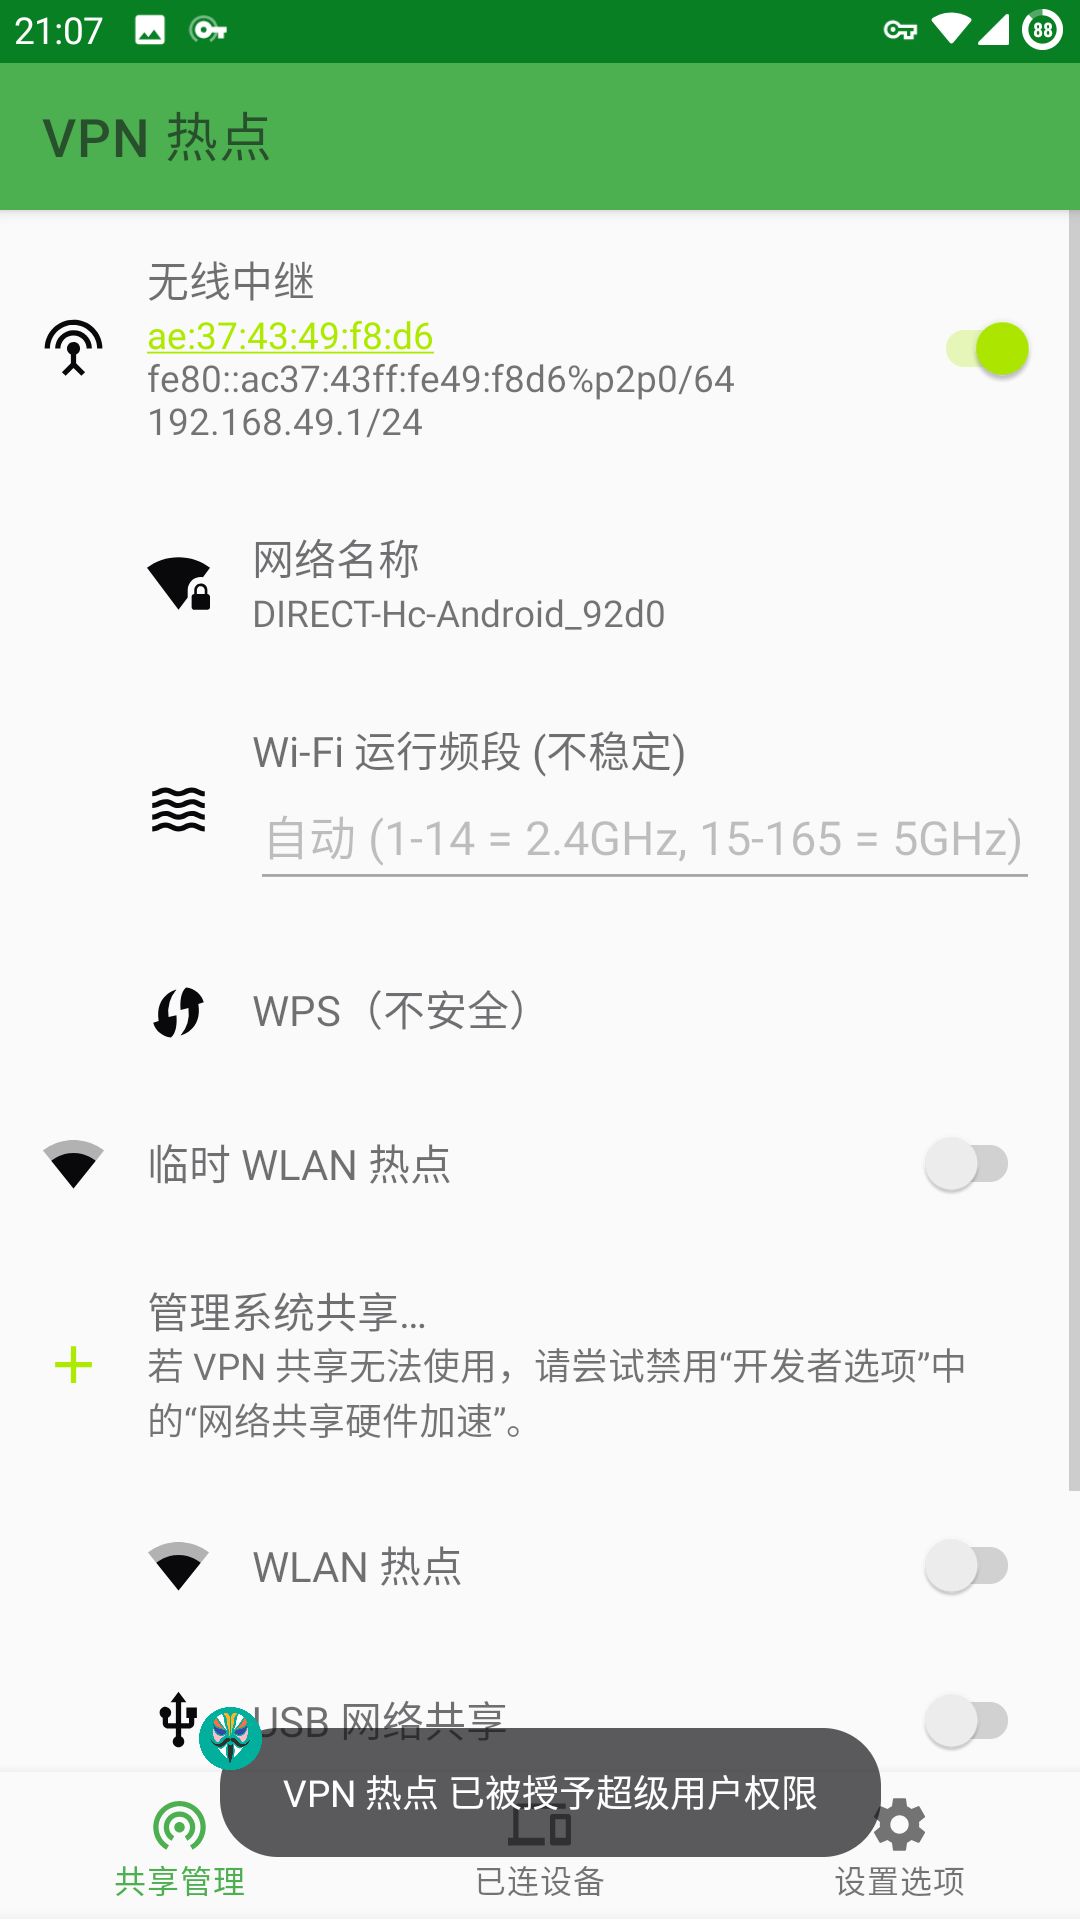 21:07
88
VPN 热点
无线中继
ae:37:43:49:f8:d6
fe80::ac37:43ff:fe49:f8d6%p2p0/64
192.168.49.1/24
网络名称
DIRECT-Hc-Android_92d0
Wi-Fi 运行频段 (不稳定)
自动 (1-14 = 2.4GHz, 15-165 = 5GHz)
WPS（不安全）
临时 WLAN 热点
管理系统共享…
若 VPN 共享无法使用，请尝试禁用“开发者选项”中
的“网络共享硬件加速”。
WLAN 热点
USB 网络共享
VPN 热点 已被授予超级用户权限
共享管理
已连设备
设置选项